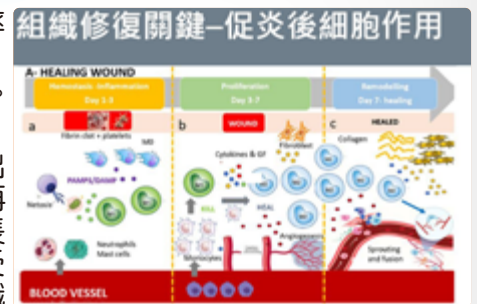 組織修復關鍵–促炎後細胞作用
A- HEALING WOUND
Hemostasis- Inflammation
Day 1-3
Proliferation
Day 3-7
Remodelling
Day 7- healing
a
Fibrin clot + platelets
b
WOUND
c
HEALED
Fibroblast
Collagen
Cytokines & GF
PAMPS/DAMP
Netosis
KILL
HEAL
Angiogenesis
Neutrophils
Mast cells
Monocytes
Sprouting
and fusion
BLOOD VESSEL